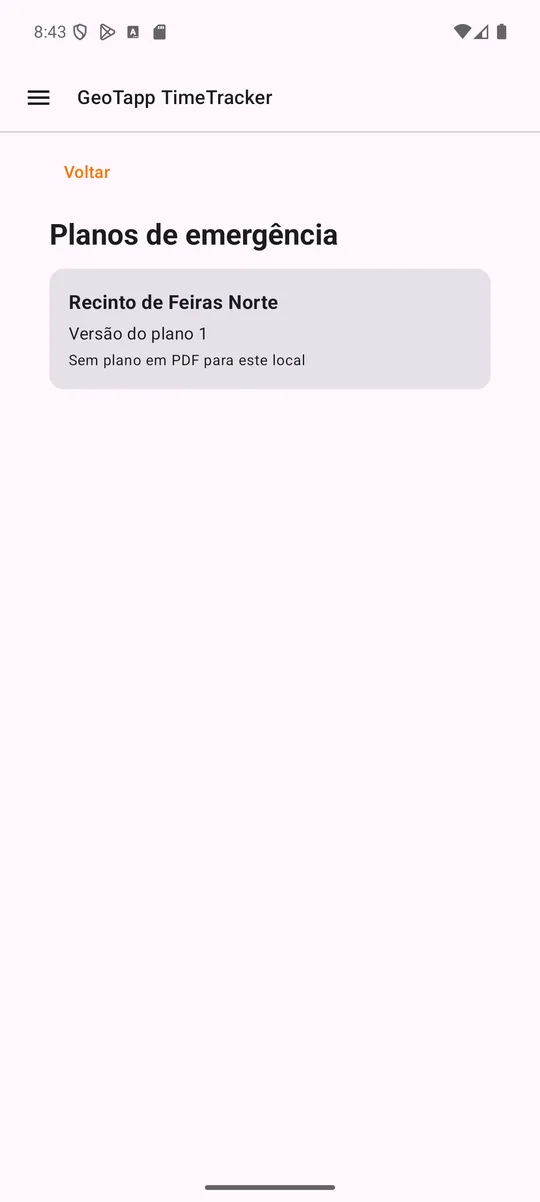 8:43
GeoTapp TimeTracker
Voltar
Planos de emergência
Recinto de Feiras Norte
Versão do plano 1
Sem plano em PDF para este local